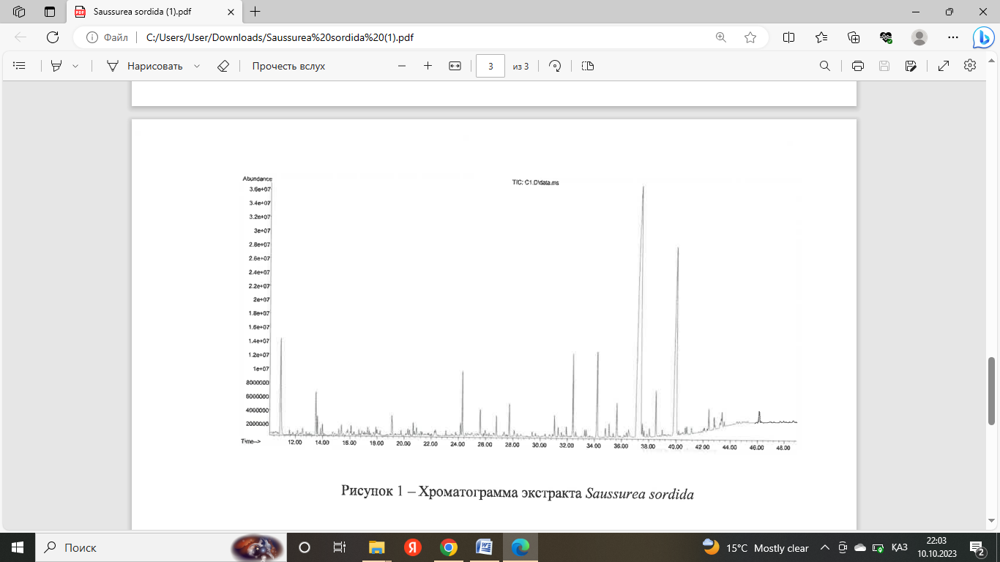 Saussurea sordida (1).pdf
Файл
C:/Users/User/Downloads/Saussurea%20sordida%20(1).pdf
Нарисовать
Прочесть вслух
3
из 3
Abundance
TIC: C1.D\data.ms
3.6e+07
3.4e+07
3.2e+07
3e+07
2.8e+07
2.6e+07
2.4e+07
2.2e+07
2e+07
1.8e+07
1.6e+07
1.4e+07
1.2e+07
1e+07
8000000
6000000
4000000
2000000
Time-->
12.00 14.00 16.00 18.00 20.00 22.00 24.00 26.00 28.00 30.00 32.00 34.00 36.00 38.00 40.00 42.00 44.00 46.00 48.00
Рисунок 1 – Хроматограмма экстракта Saussurea sordida
Поиск
15°C Mostly clear
ҚАЗ
22:03
10.10.2023
2